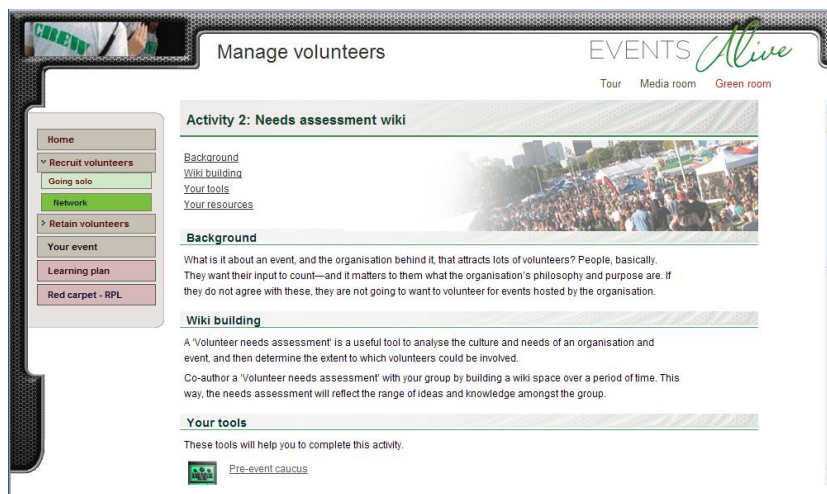 CREW
Manage volunteers
EVENTS Alive
Tour Media room Green room
Home
Recruit volunteers
Going solo
Network
Retain volunteers
Your event
Learning plan
Red carpet - RPL
Activity 2: Needs assessment wiki
Background
Wiki building
Your tools
Your resources
Background
What is it about an event, and the organisation behind it, that attracts lots of volunteers? People, basically.
They want their input to count—and it matters to them what the organisation's philosophy and purpose are. If
they do not agree with these, they are not going to want to volunteer for events hosted by the organisation.
Wiki building
A 'Volunteer needs assessment' is a useful tool to analyse the culture and needs of an organisation and
event, and then determine the extent to which volunteers could be involved.
Co-author a 'Volunteer needs assessment' with your group by building a wiki space over a period of time. This
way, the needs assessment will reflect the range of ideas and knowledge amongst the group.
Your tools
These tools will help you to complete this activity.
Pre-event caucus